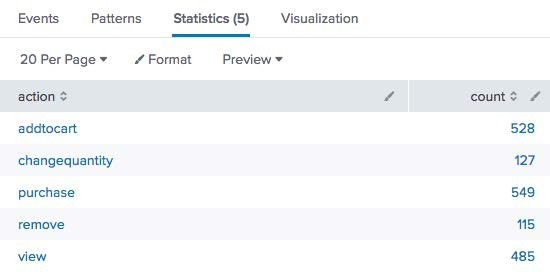 Events Patterns Statistics (5) Visualization
20 Per Page Format Preview
action count
addtocart 528
changequantity 127
purchase 549
remove 115
view 485